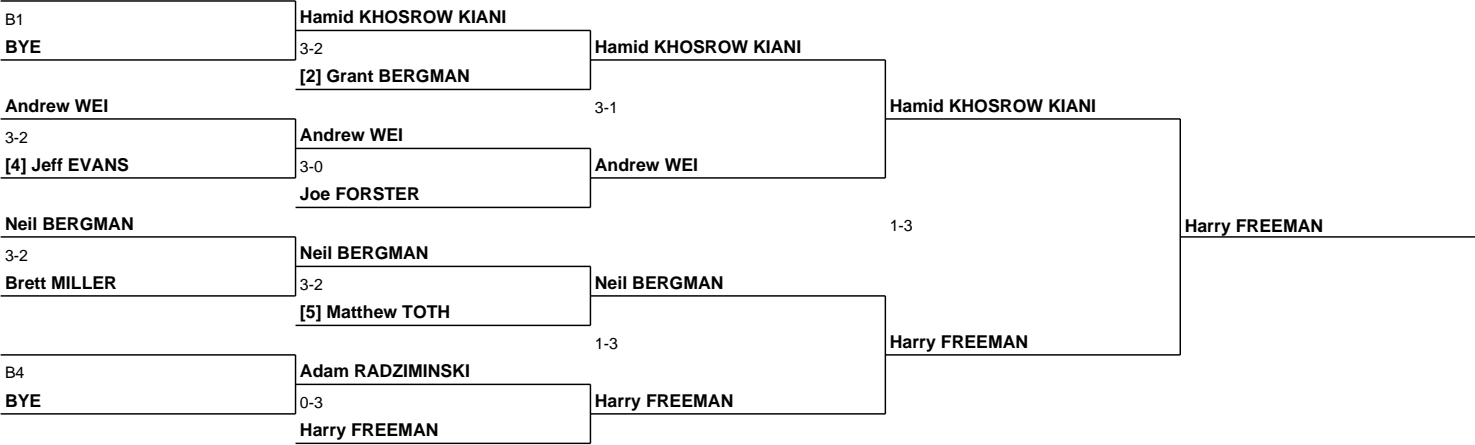 B1
BYE
Hamid KHOSROW KIANI
3-2
[2] Grant BERGMAN
Hamid KHOSROW KIANI
3-1
Andrew WEI
3-2
[4] Jeff EVANS
Andrew WEI
3-0
Joe FORSTER
Andrew WEI
Hamid KHOSROW KIANI
1-3
Harry FREEMAN
Neil BERGMAN
3-2
Brett MILLER
Neil BERGMAN
3-2
[5] Matthew TOTH
Neil BERGMAN
1-3
Harry FREEMAN
B4
BYE
Adam RADZIMINSKI
0-3
Harry FREEMAN
Harry FREEMAN